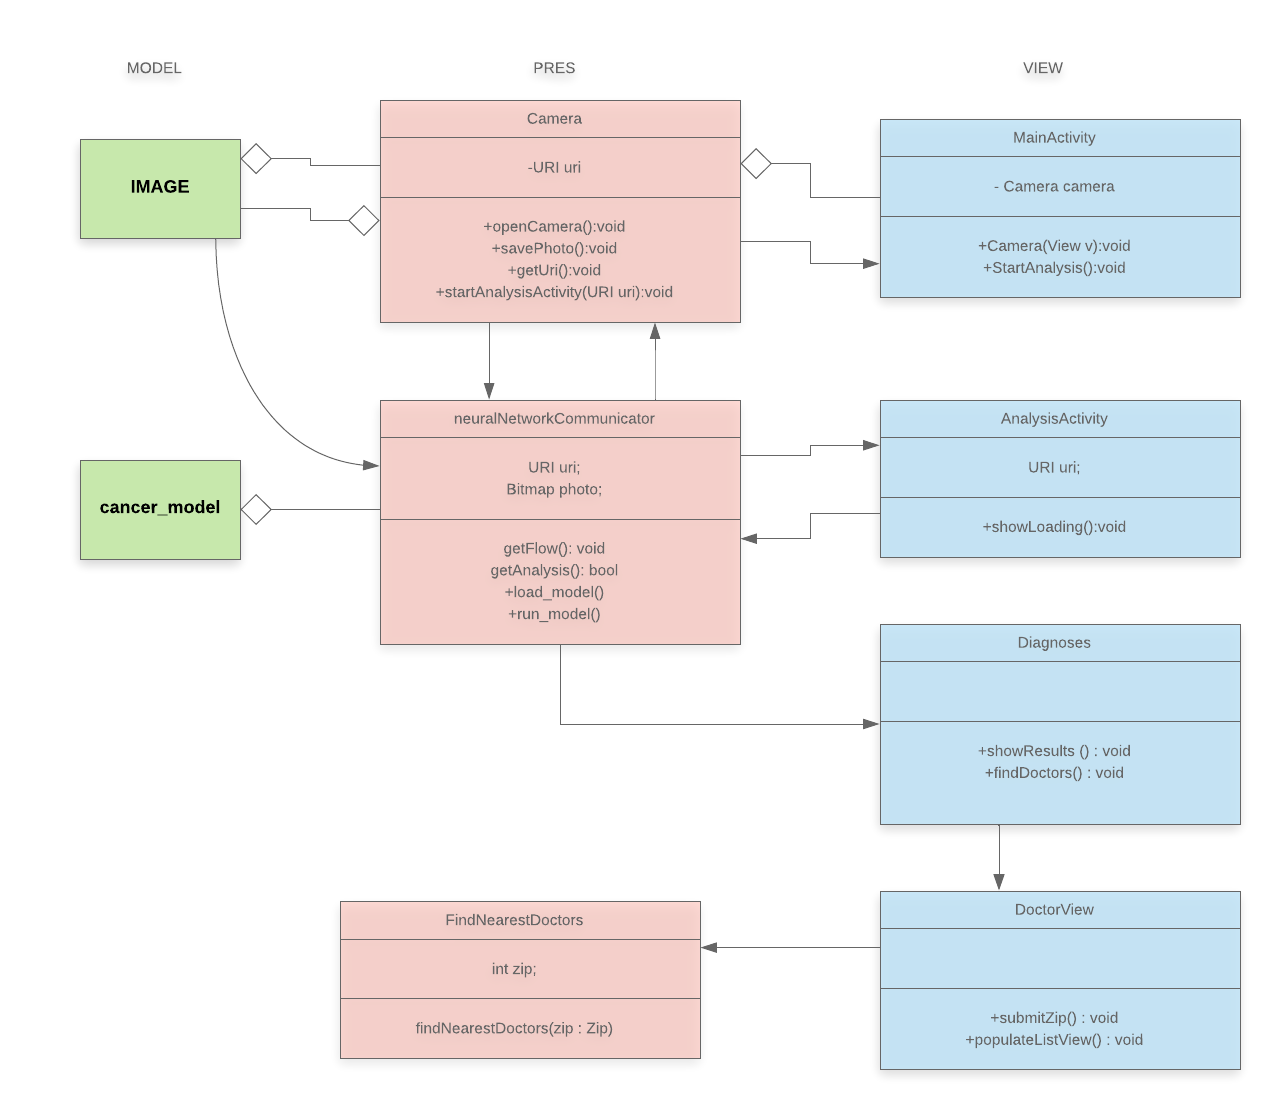 MODEL
PRES
VIEW
IMAGE
Camera
-URI uri
+openCamera():void
+savePhoto():void
+getUri():void
+startAnalysisActivity(URI uri):void
MainActivity
- Camera camera
+Camera(View v):void
+StartAnalysis():void
cancer_model
neuralNetworkCommunicator
URI uri;
Bitmap photo;
getFlow(): void
getAnalysis(): bool
+load_model()
+run_model()
AnalysisActivity
URI uri;
+showLoading():void
Diagnoses
+showResults () : void
+findDoctors() : void
FindNearestDoctors
int zip;
findNearestDoctors(zip : Zip)
DoctorView
+submitZip() : void
+populateListView() : void